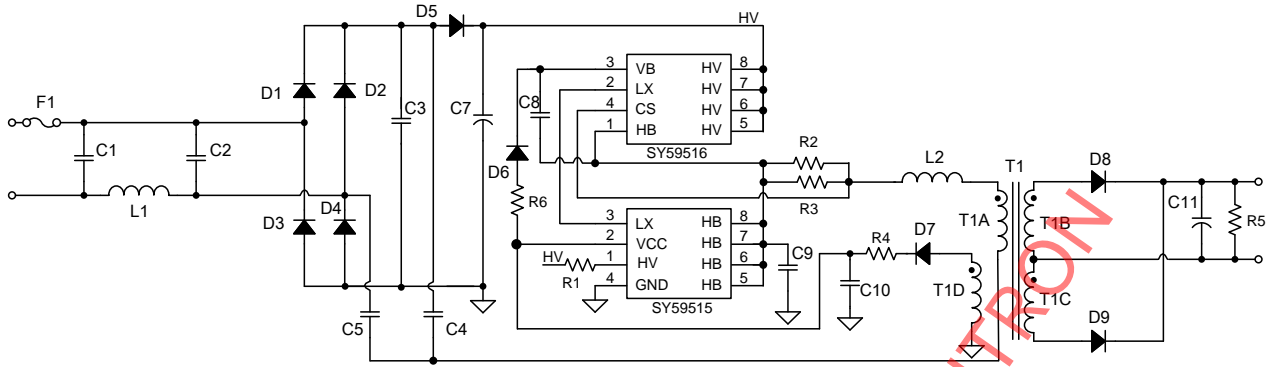 F1
C1
C2
L1
D1
D2
D3
D4
C3
D5
C7
HV
C5
C4
3 VB HV 8
2 LX HV 7
4 CS HV 6
1 HB HV 5
SY59516
C8
D6
R6
3 LX HB 8
2 VCC HB 7
1 HV HB 6
4 GND HB 5
SY59515
HV
R1
R2
R3
C9
L2
R4
D7
C10
T1
T1A
T1B
T1C
T1D
D8
D9
C11
R5
TRON